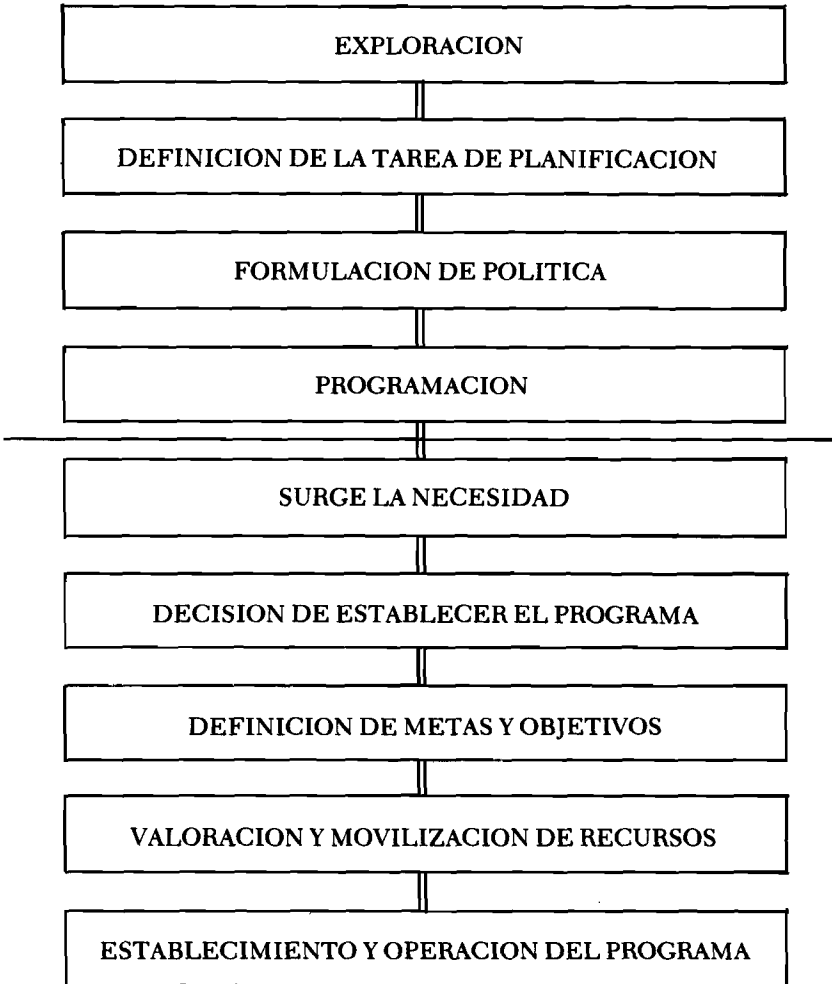 EXPLORACION
DEFINICION DE LA TAREA DE PLANIFICACION
FORMULACION DE POLITICA
PROGRAMACION
SURGE LA NECESIDAD
DECISION DE ESTABLECER EL PROGRAMA
DEFINICION DE METAS Y OBJETIVOS
VALORACION Y MOVILIZACION DE RECURSOS
ESTABLECIMIENTO Y OPERACION DEL PROGRAMA